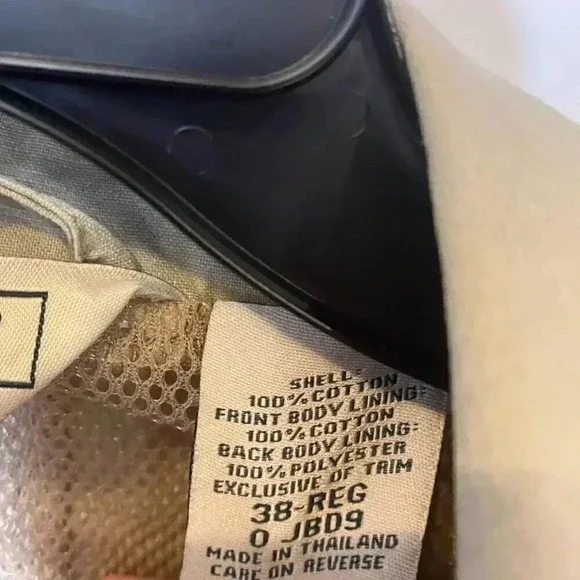 SHELL:
100% COTTON
FRONT BODY LINING:
100% COTTON
BACK BODY LINING:
100% POLYESTER
EXCLUSIVE OF TRIM
38-REG
0 JBD9
MADE IN THAILAND
CARE ON REVERSE